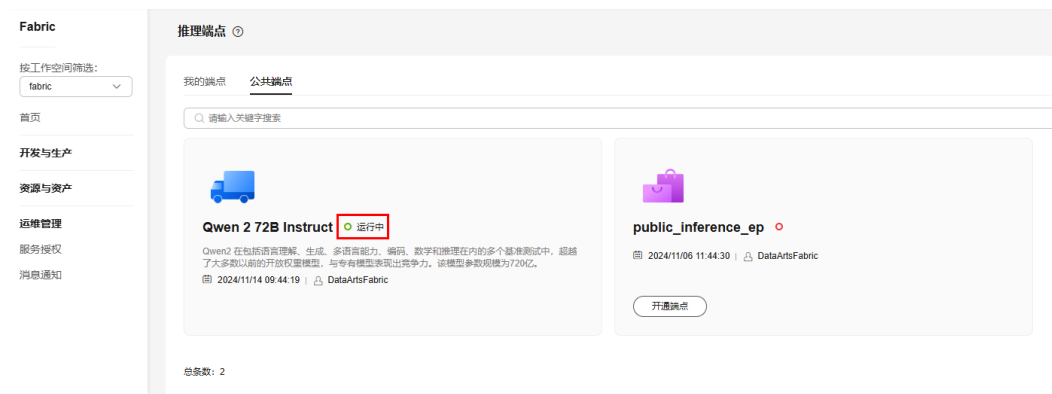 Fabric
按工作空间筛选：
fabric
首页
开发与生产
资源与资产
运维管理
服务授权
消息通知
推理端点
我的端点 公共端点
请输入关键字搜索
Qwen 2 72B Instruct 运行中
Qwen2 在包括语言理解、生成、多语言能力、编码、数学和推理在内的多个基准测试中，超越
了大多数以前的开放权重模型，与专有模型表现出竞争力。该模型参数规模为720亿。
2024/11/14 09:44:19 | DataArtsFabric
public_inference_ep
2024/11/06 11:44:30 | DataArtsFabric
开通端点
总条数：2